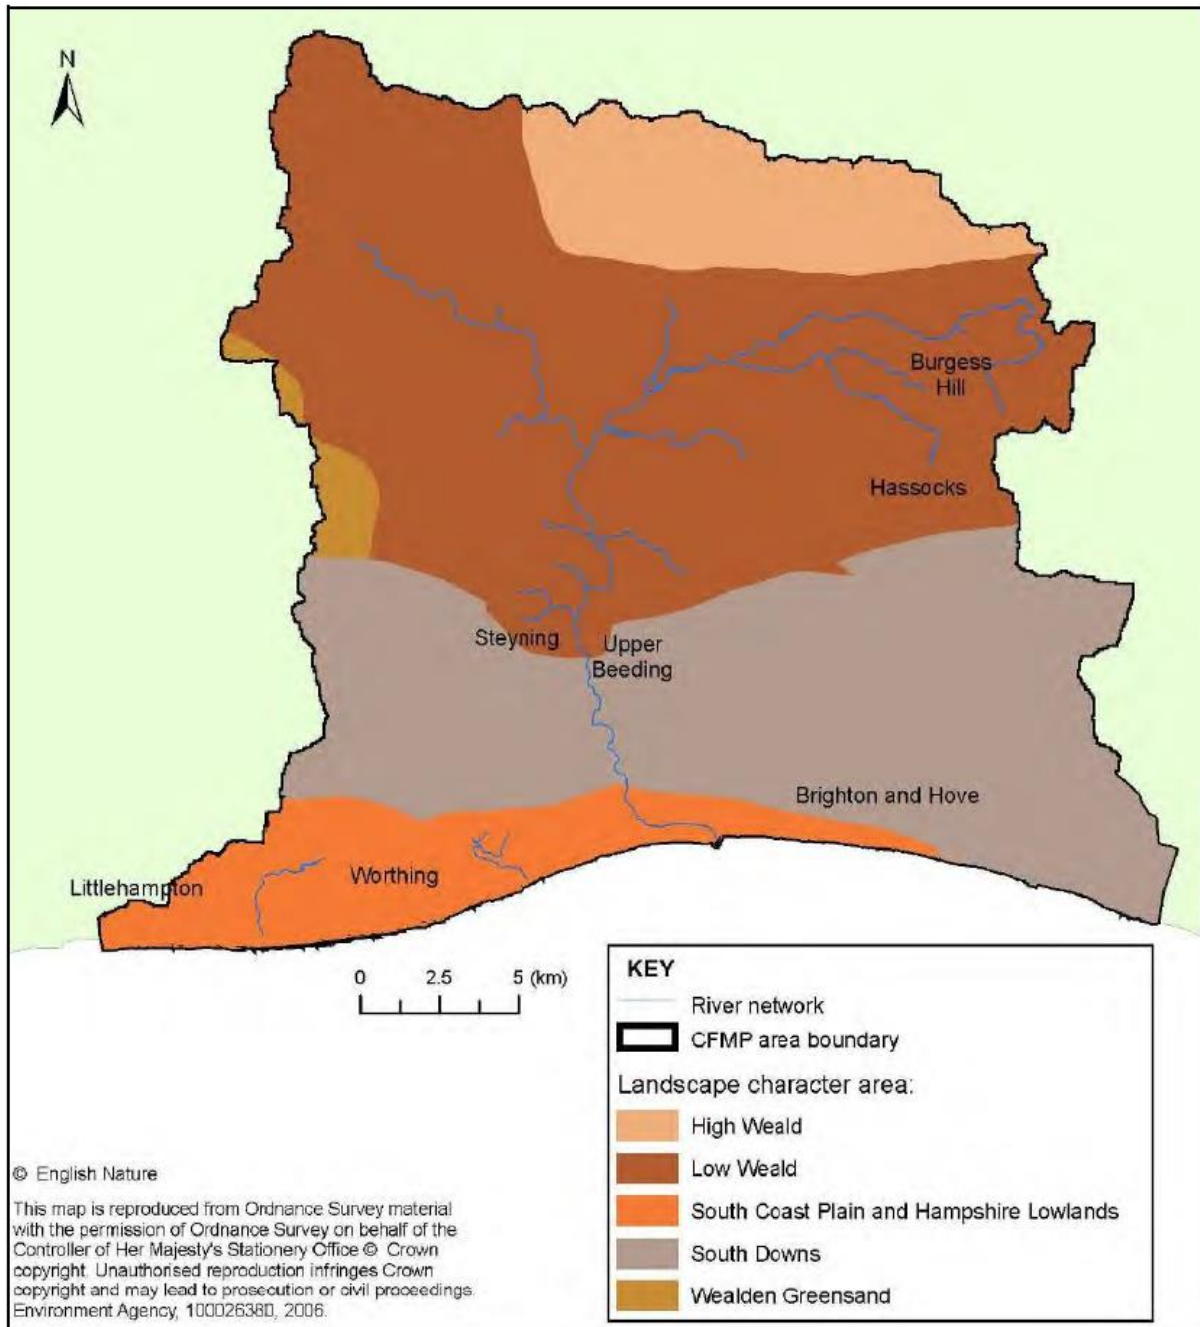 N
Burgess
Hill
Hassocks
Steyning
Upper
Beeding
Brighton and Hove
Littlehampton
Worthing
0 2.5 5 (km)
KEY
River network
CFMP area boundary
Landscape character area:
High Weald
Low Weald
South Coast Plain and Hampshire Lowlands
South Downs
Wealden Greensand
© English Nature
This map is reproduced from Ordnance Survey material
with the permission of Ordnance Survey on behalf of the
Controller of Her Majesty's Stationery Office © Crown
copyright. Unauthorised reproduction infringes Crown
copyright and may lead to prosecution or civil proceedings.
Environment Agency, 100026380, 2006.